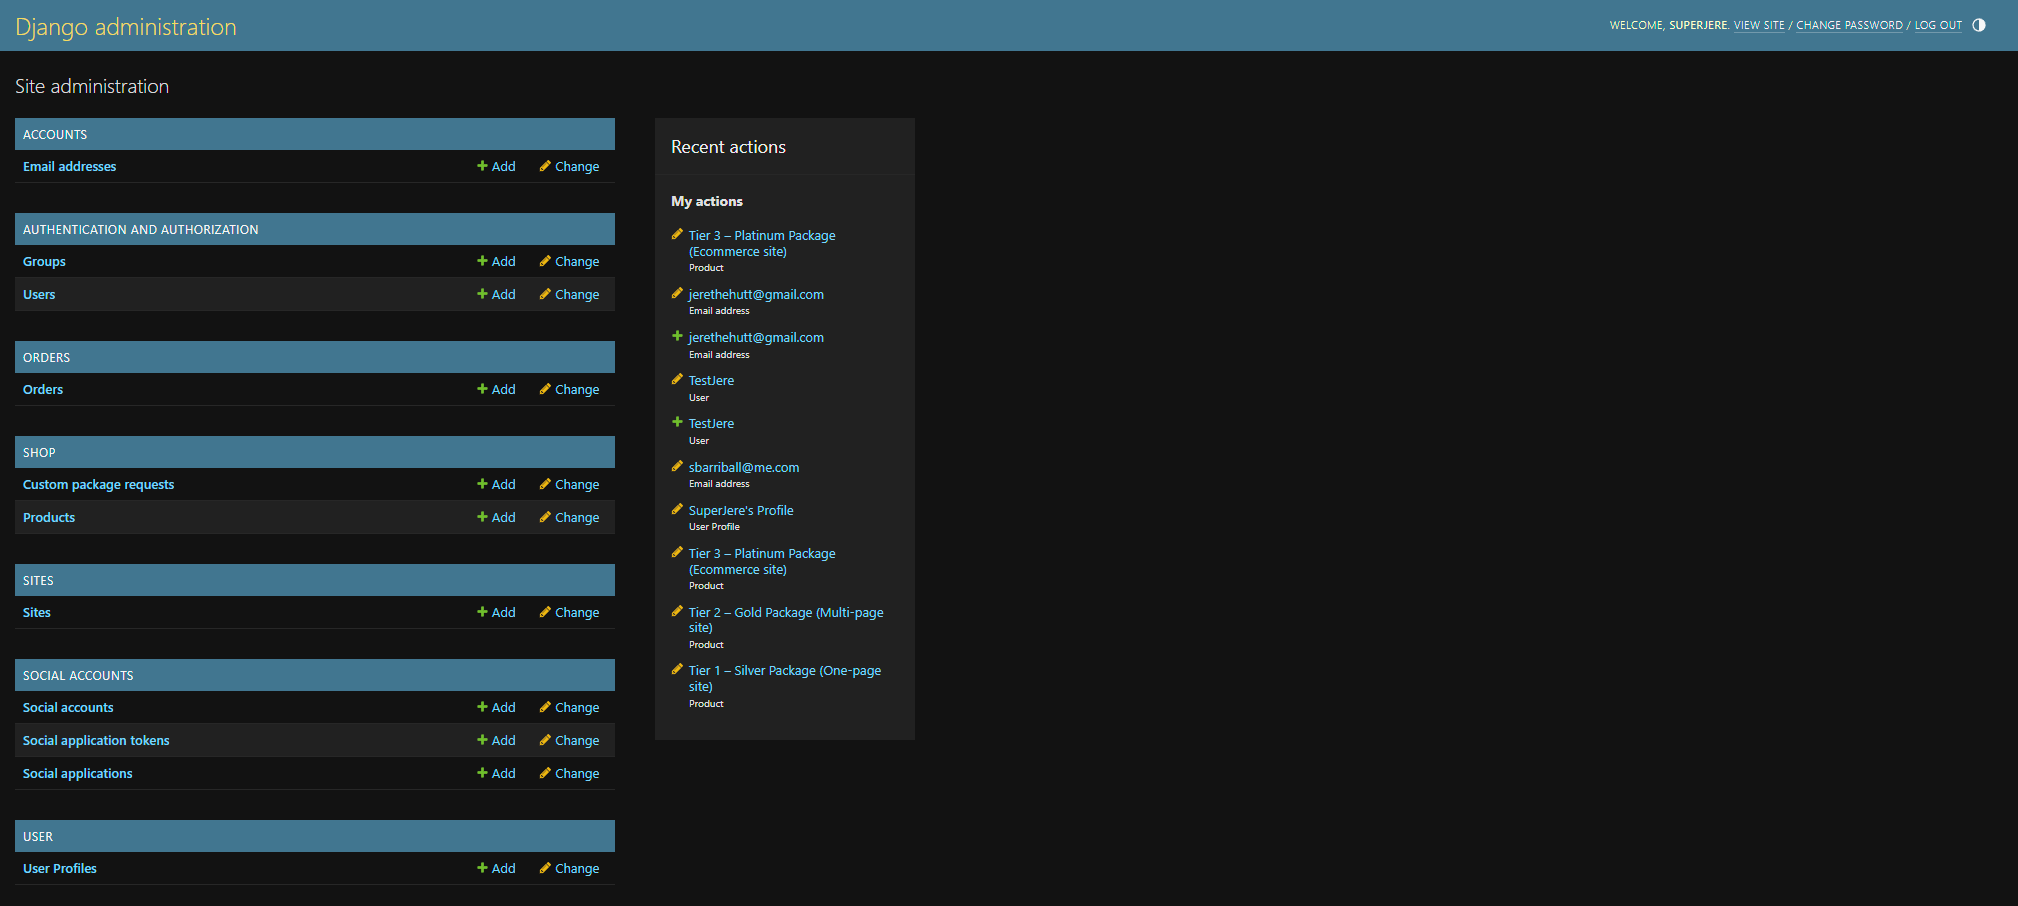 Django administration
WELCOME, SUPERJERE. VIEW SITE / CHANGE PASSWORD / LOG OUT
Site administration
ACCOUNTS
Email addresses Add Change
AUTHENTICATION AND AUTHORIZATION
Groups Add Change
Users Add Change
ORDERS
Orders Add Change
SHOP
Custom package requests Add Change
Products Add Change
SITES
Sites Add Change
SOCIAL ACCOUNTS
Social accounts Add Change
Social application tokens Add Change
Social applications Add Change
USER
User Profiles Add Change
Recent actions
My actions
Tier 3 – Platinum Package
(Ecommerce site)
Product
jerethehutt@gmail.com
Email address
jerethehutt@gmail.com
Email address
TestJere
User
TestJere
User
sbarriball@me.com
Email address
SuperJere's Profile
User Profile
Tier 3 – Platinum Package
(Ecommerce site)
Product
Tier 2 – Gold Package (Multi-page
site)
Product
Tier 1 – Silver Package (One-page
site)
Product